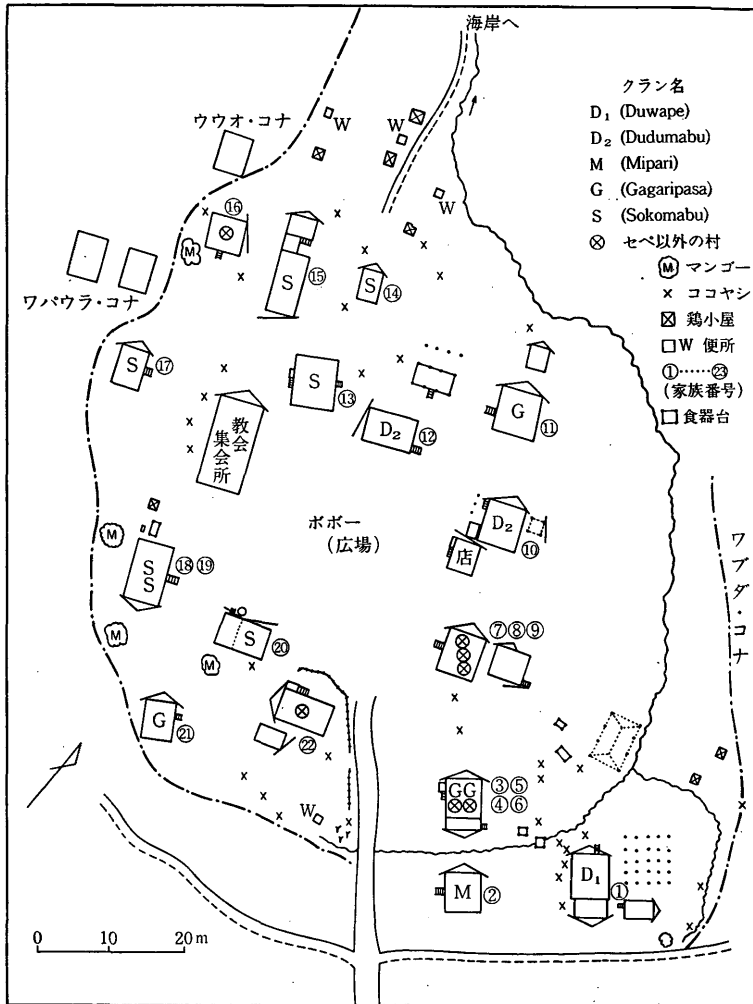 海岸へ
クラン名
D₁ (Duwape)
D₂ (Dudumabu)
M (Mipari)
G (Gagaripasa)
S (Sokomabu)
⊗ セペ以外の村
M マンゴー
× ココヤシ
鶏小屋
W 便所
①……㉓
(家族番号)
食器台
ウウオ・コナ
W
W
W
⑯
M
S
⑮
S
⑭
ワパウラ・コナ
S
⑰
S
⑬
D₂
⑫
G
⑪
教会
集会所
ボボー
(広場)
D₂
⑩
店
M
S
S
⑱⑲
ワブダ・コナ
M
S
⑳
M
⑦⑧⑨
G
㉑
㉒
W
GG
③⑤
④⑥
M
②
D₁
①
0 10 20m